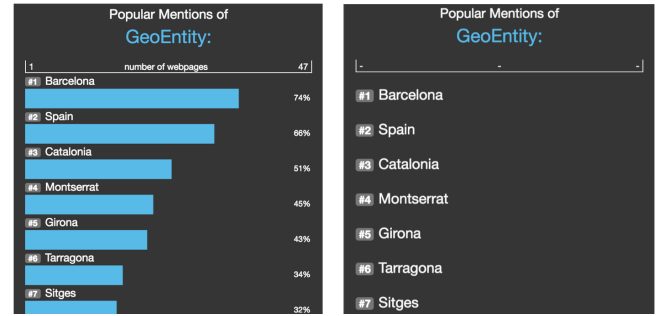 Popular Mentions of
GeoEntity:
1 number of webpages 47
#1 Barcelona
74%
#2 Spain
66%
#3 Catalonia
51%
#4 Montserrat
45%
#5 Girona
43%
#6 Tarragona
34%
#7 Sitges
32%
Popular Mentions of
GeoEntity:
- - -
#1 Barcelona
#2 Spain
#3 Catalonia
#4 Montserrat
#5 Girona
#6 Tarragona
#7 Sitges